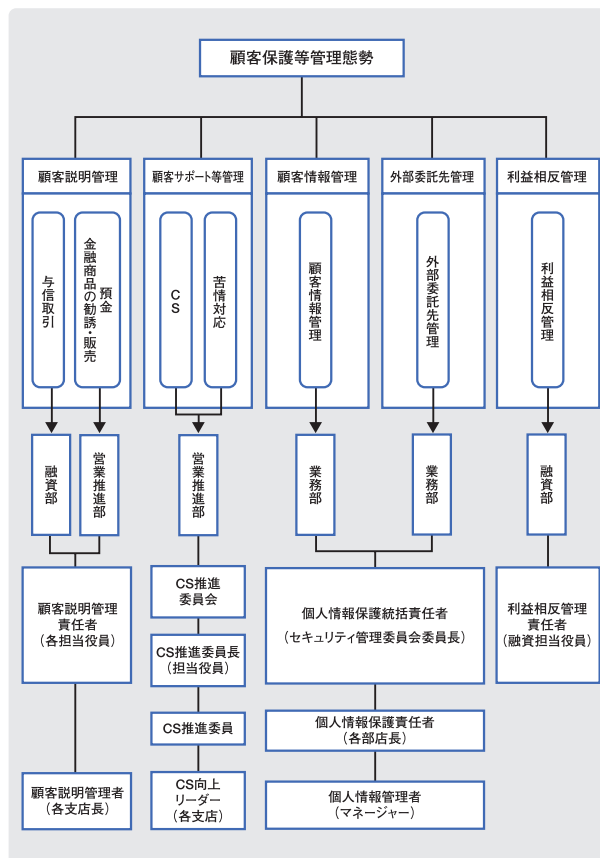 顧客保護等管理態勢
顧客説明管理
顧客サポート等管理
顧客情報管理
外部委託先管理
利益相反管理
与信取引
預金
金融商品の勧誘・販売
CS
苦情対応
顧客情報管理
外部委託先管理
利益相反管理
融資部
営業推進部
営業推進部
業務部
業務部
融資部
顧客説明管理
責任者
（各担当役員）
CS推進
委員会
個人情報保護統括責任者
（セキュリティ管理委員会委員長）
利益相反管理
責任者
（融資担当役員）
CS推進委員長
（担当役員）
CS推進委員
個人情報保護責任者
（各部店長）
顧客説明管理者
（各支店長）
CS向上
リーダー
（各支店）
個人情報管理者
（マネージャー）